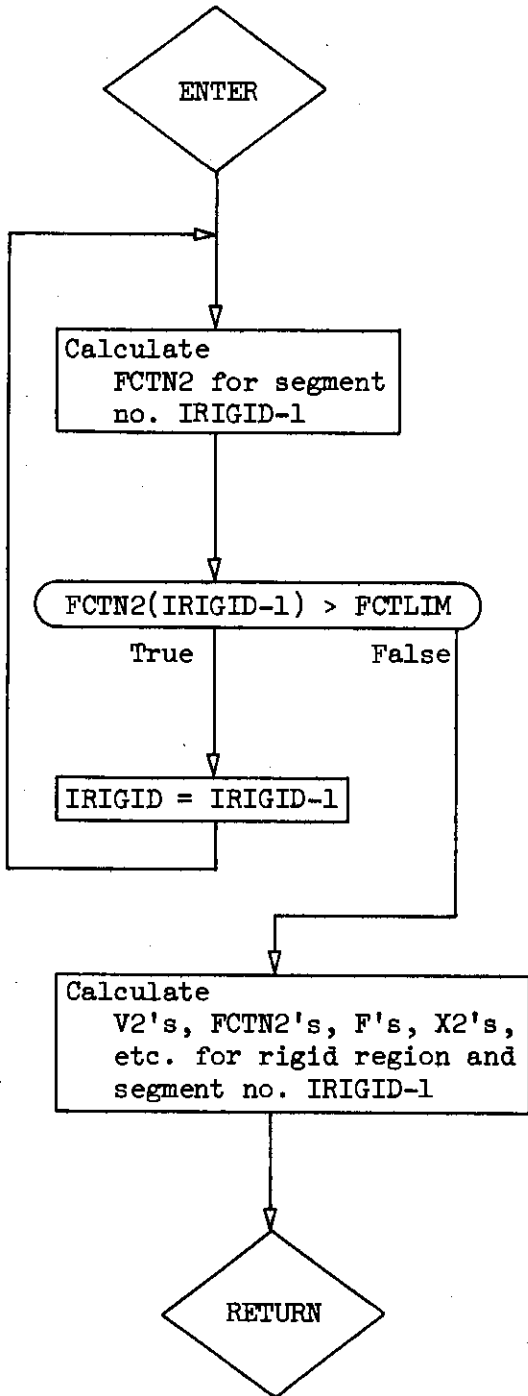 ENTER
Calculate
FCTN2 for segment
no. IRIGID-1
FCTN2(IRIGID-1) > FCTLIM
True
False
IRIGID = IRIGID-1
Calculate
V2's, FCTN2's, F's, X2's,
etc. for rigid region and
segment no. IRIGID-1
RETURN